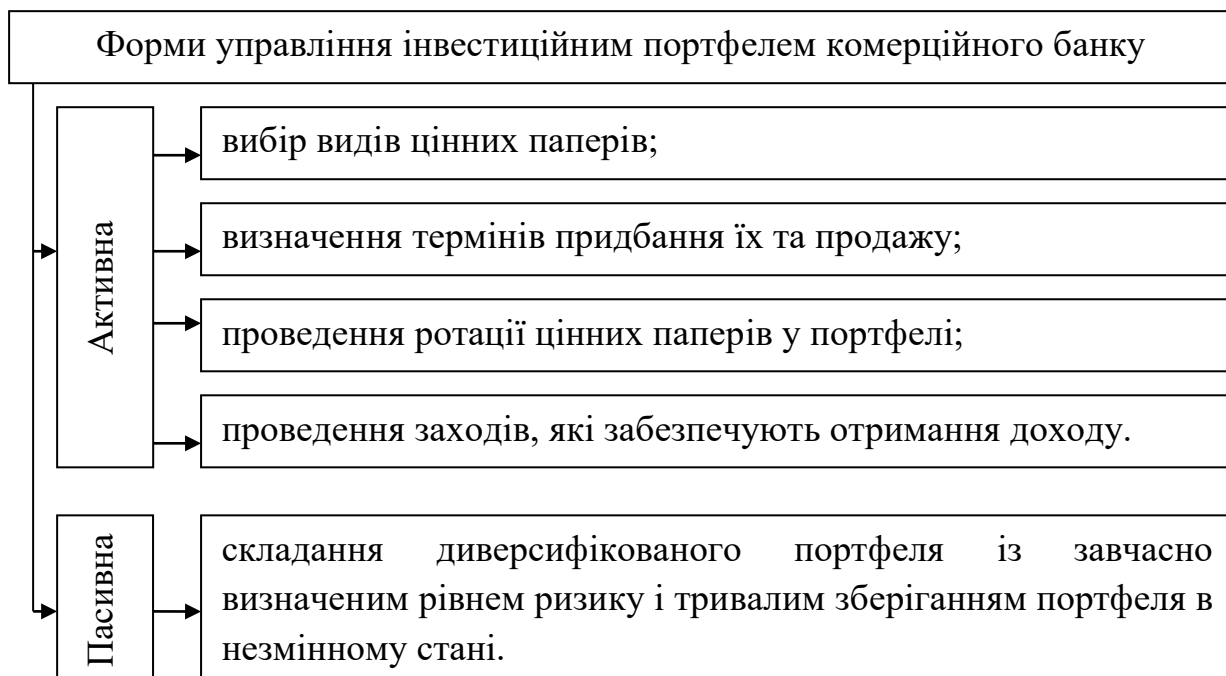 Форми управління інвестиційним портфелем комерційного банку
Активна
вибір видів цінних паперів;
визначення термінів придбання їх та продажу;
проведення ротації цінних паперів у портфелі;
проведення заходів, які забезпечують отримання доходу.
Пасивна
складання диверсифікованого портфеля із завчасно
визначеним рівнем ризику і тривалим зберіганням портфеля в
незмінному стані.